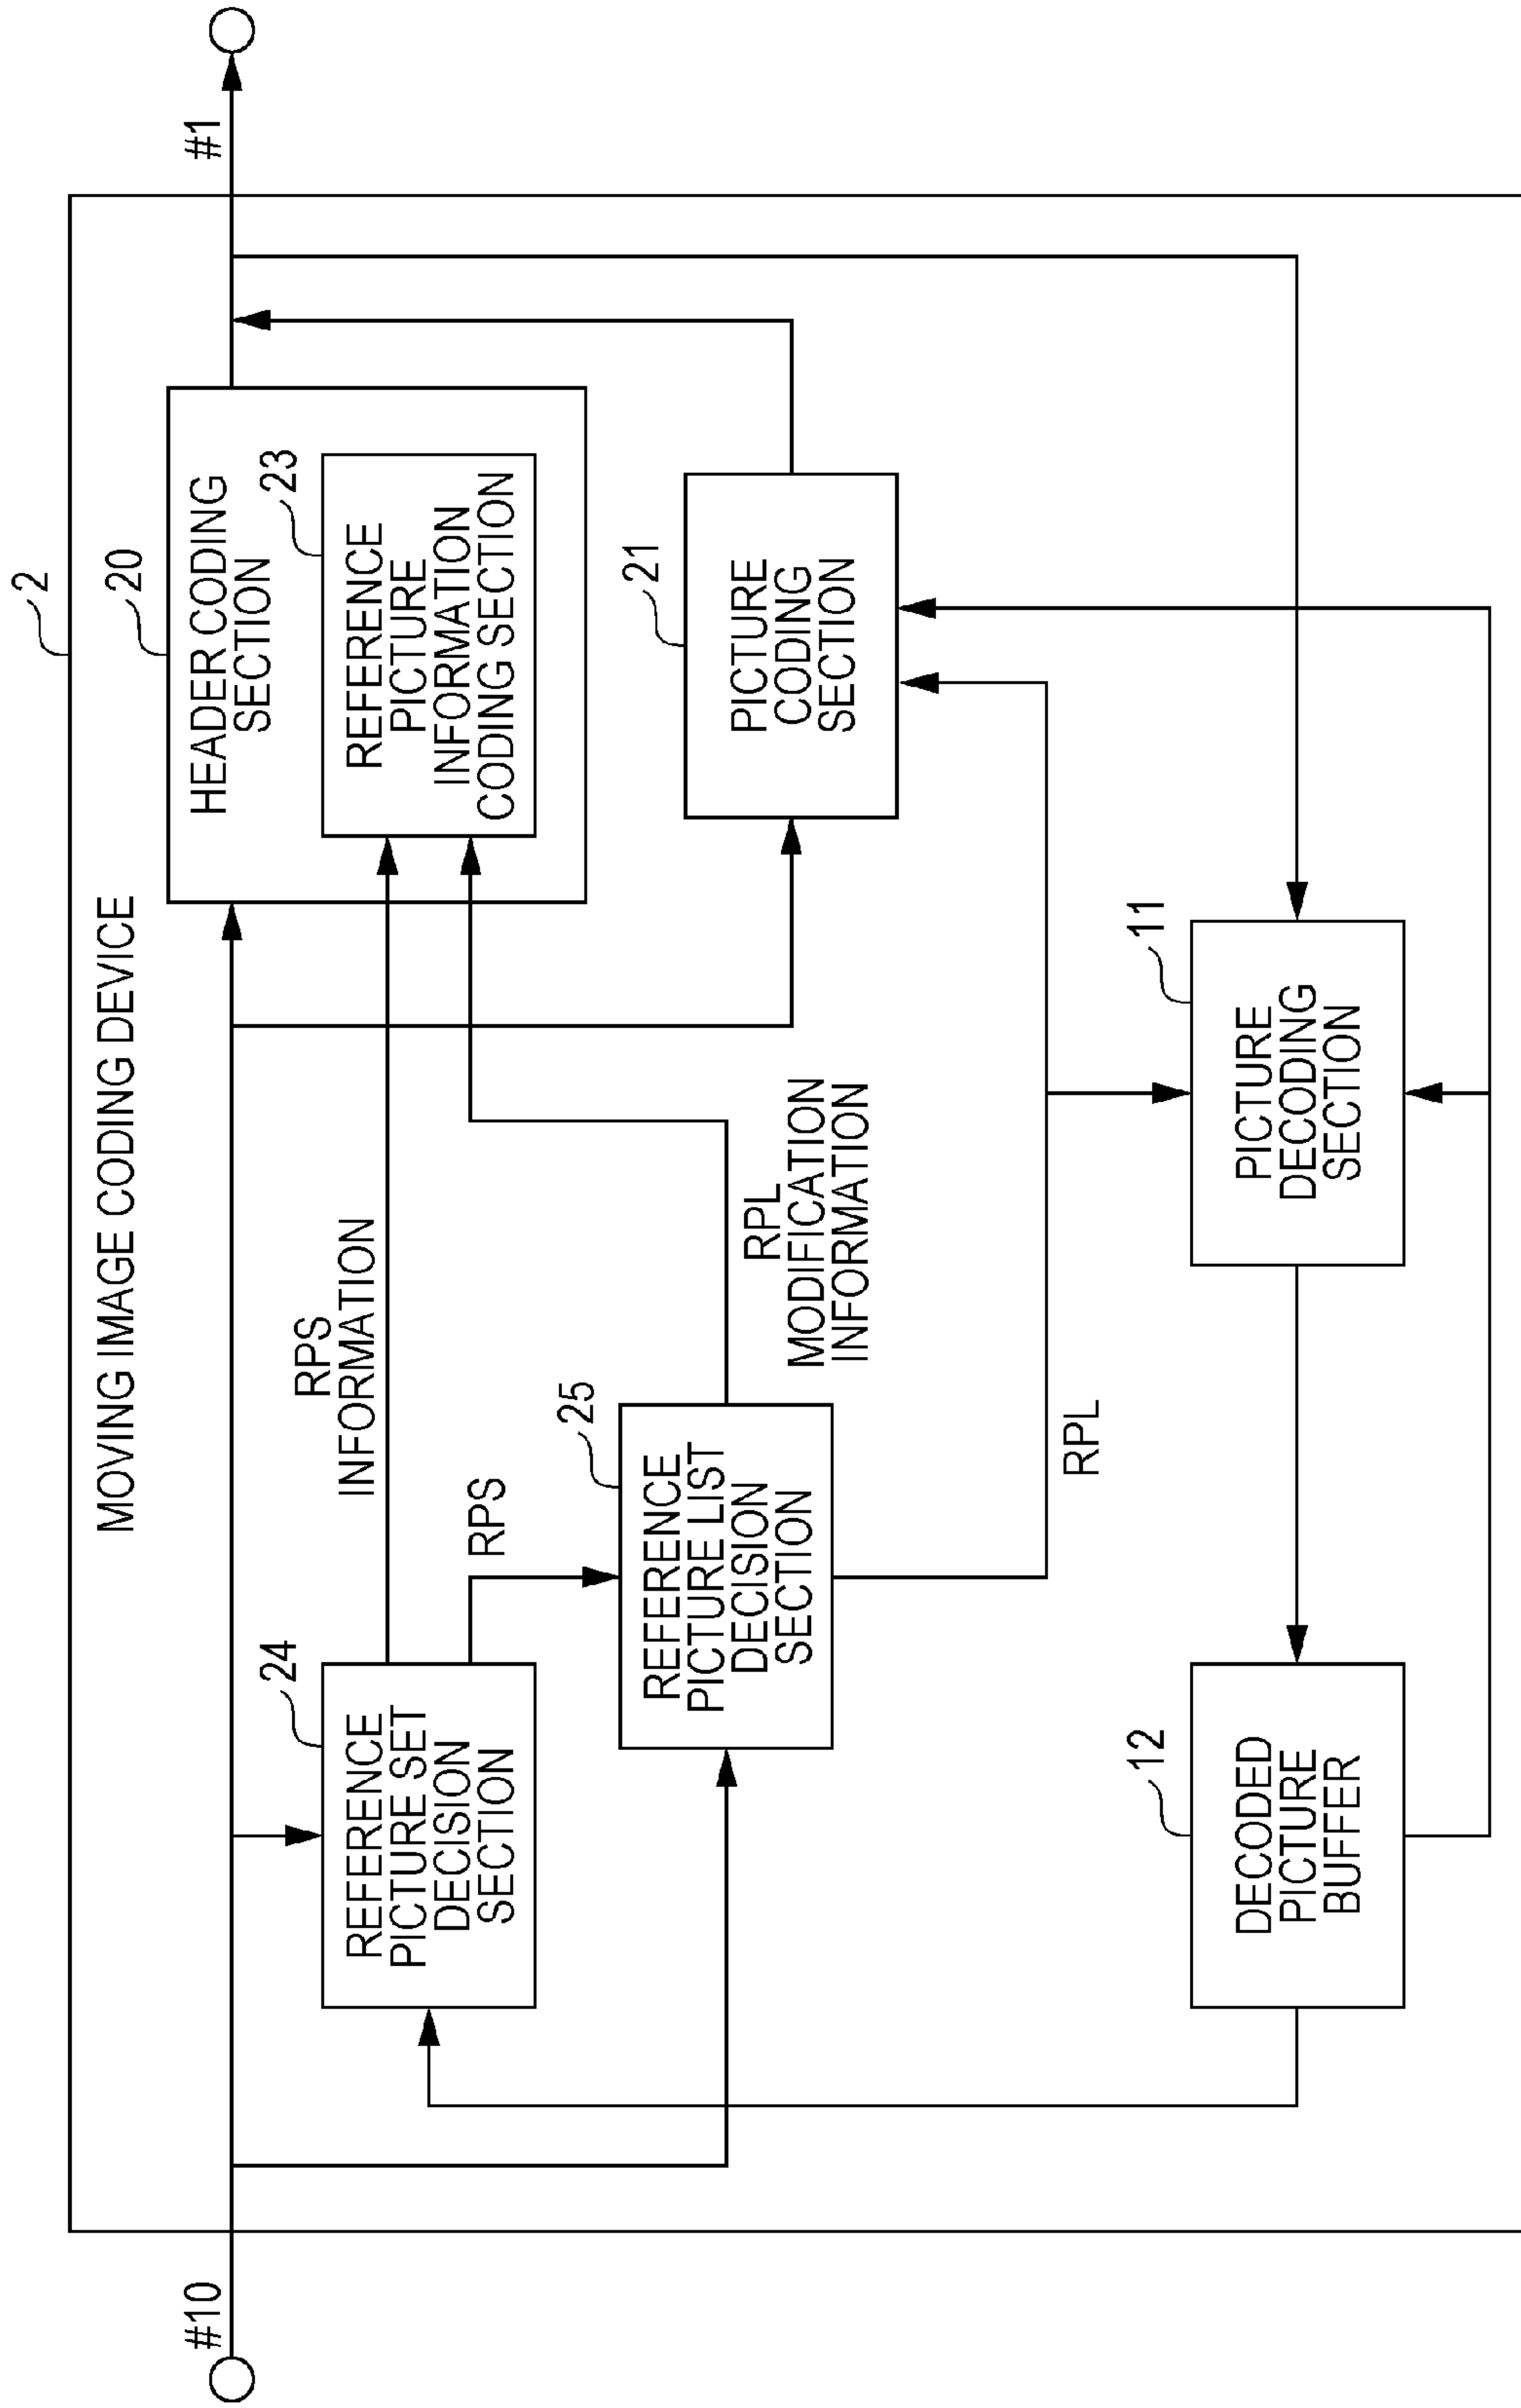 2
MOVING IMAGE CODING DEVICE
20
#10
#1
HEADER CODING
SECTION
24
REFERENCE
PICTURE SET
DECISION
SECTION
RPS
INFORMATION
23
REFERENCE
PICTURE
INFORMATION
CODING SECTION
RPS
25
REFERENCE
PICTURE LIST
DECISION
SECTION
RPL
MODIFICATION
INFORMATION
21
PICTURE
CODING
SECTION
RPL
12
DECODED
PICTURE
BUFFER
11
PICTURE
DECODING
SECTION